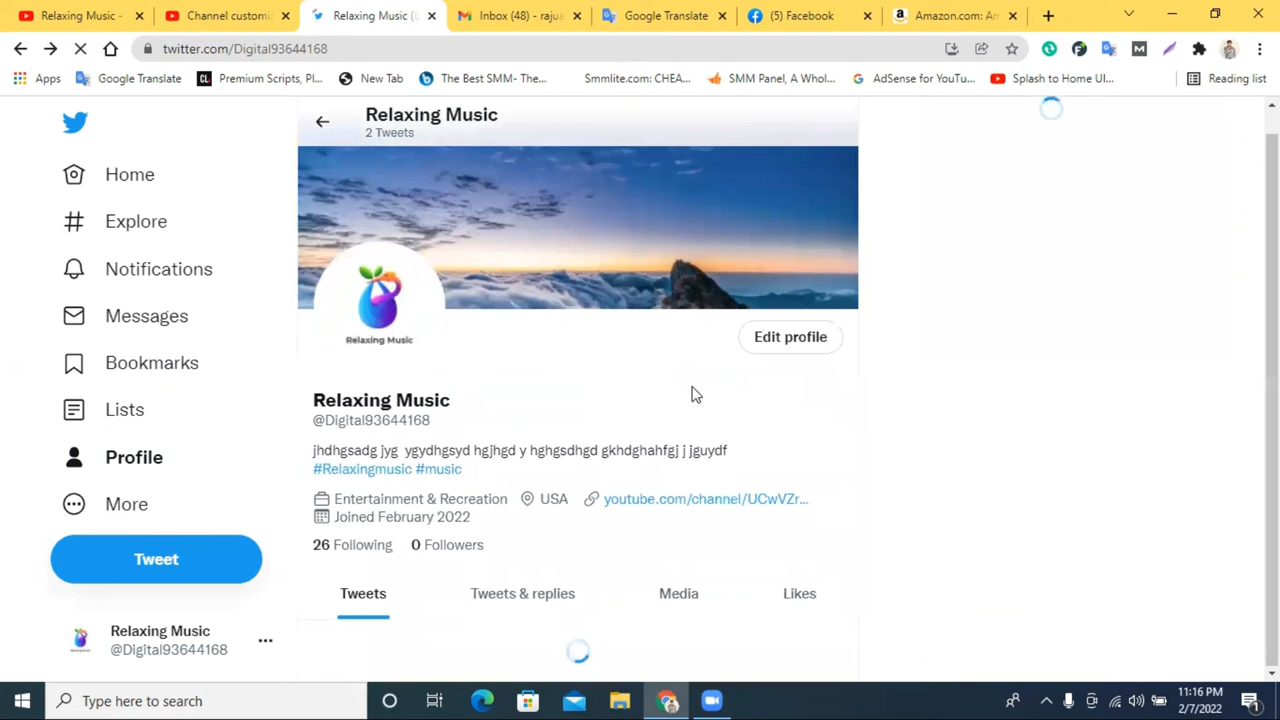 Relaxing Music -
Channel customi
Relaxing Music (
Inbox (48) - rajua
Google Translate
(5) Facebook
Amazon.com: Am
twitter.com/Digital93644168
Apps
Google Translate
Premium Scripts, Pl...
New Tab
The Best SMM- The...
Smmlite.com: CHEA...
SMM Panel, A Whol...
AdSense for YouTu...
Splash to Home UI...
Reading list
Relaxing Music
2 Tweets
Home
Explore
Notifications
Messages
Bookmarks
Lists
Profile
More
Tweet
Relaxing Music
@Digital93644168
Relaxing Music
Edit profile
Relaxing Music
@Digital93644168
jhdhgsadg jyg ygydhgsyd hgjhgd y hghgsdhgd gkhdghahfgj j jguydf
#Relaxingmusic #music
Entertainment & Recreation USA youtube.com/channel/UCwVZr...
Joined February 2022
26 Following 0 Followers
Tweets Tweets & replies Media Likes
Type here to search
11:16 PM
2/7/2022
1